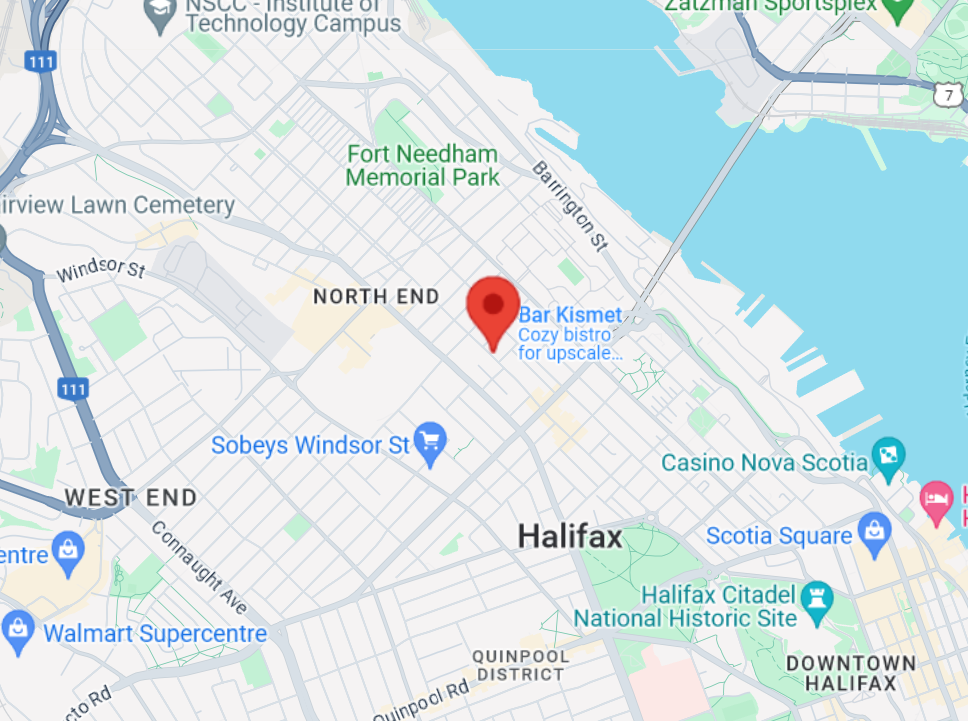 NSCC - Institute of
Technology Campus
Zatzman Sportsplex
111
7
Fort Needham
Memorial Park
Barrington St
irview Lawn Cemetery
Windsor St
NORTH END
Bar Kismet
Cozy bistro
for upscale...
111
Sobeys Windsor St
Casino Nova Scotia
WEST END
Halifax
Scotia Square
entre
Connaught Ave
Halifax Citadel
National Historic Site
Walmart Supercentre
QUINPOOL
DISTRICT
DOWNTOWN
HALIFAX
cto Rd
Quinpool Rd